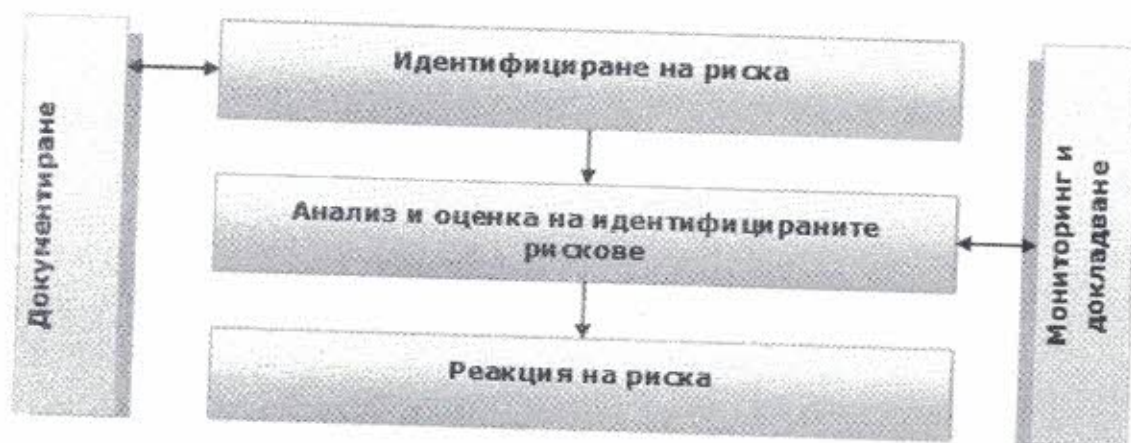 Документиране
Идентифициране на риска
Анализ и оценка на идентифицираните
рискове
Реакция на риска
Мониторинг и
докладване